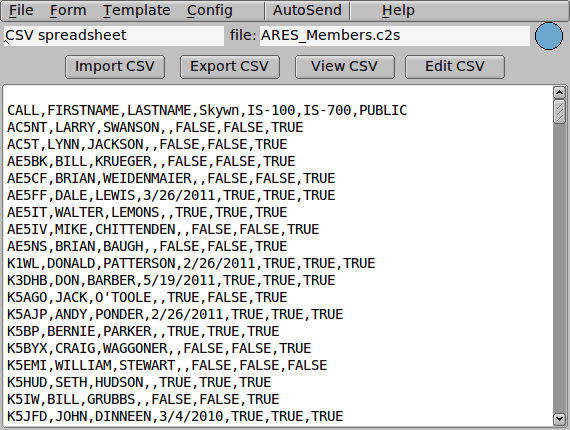 File Form Template Config AutoSend Help
CSV spreadsheet file: ARES_Members.c2s
Import CSV Export CSV View CSV Edit CSV
CALL,FIRSTNAME,LASTNAME,Skywn,IS-100,IS-700,PUBLIC
AC5NT,LARRY,SWANSON,,FALSE,FALSE,TRUE
AC5T,LYNN,JACKSON,,FALSE,FALSE,TRUE
AE5BK,BILL,KRUEGER,,FALSE,FALSE,TRUE
AE5CF,BRIAN,WEIDENMAIER,,FALSE,FALSE,TRUE
AE5FF,DALE,LEWIS,3/26/2011,TRUE,TRUE,TRUE
AE5IT,WALTER,LEMONS,,TRUE,TRUE,TRUE
AE5IV,MIKE,CHITTENDEN,,FALSE,FALSE,TRUE
AE5NS,BRIAN,BAUGH,,FALSE,FALSE,TRUE
K1WL,DONALD,PATTERSON,2/26/2011,TRUE,TRUE,TRUE
K3DHB,DON,BARBER,5/19/2011,TRUE,TRUE,TRUE
K5AGO,JACK,O'TOOLE,,TRUE,FALSE,TRUE
K5AJP,ANDY,PONDER,2/26/2011,TRUE,TRUE,TRUE
K5BP,BERNIE,PARKER,,TRUE,TRUE,TRUE
K5BYX,CRAIG,WAGGONER,,FALSE,FALSE,TRUE
K5EMI,WILLIAM,STEWART,,FALSE,FALSE,FALSE
K5HUD,SETH,HUDSON,,TRUE,TRUE,TRUE
K5IW,BILL,GRUBBS,,FALSE,FALSE,TRUE
K5JFD,JOHN,DINNEEN,3/4/2010,TRUE,TRUE,TRUE